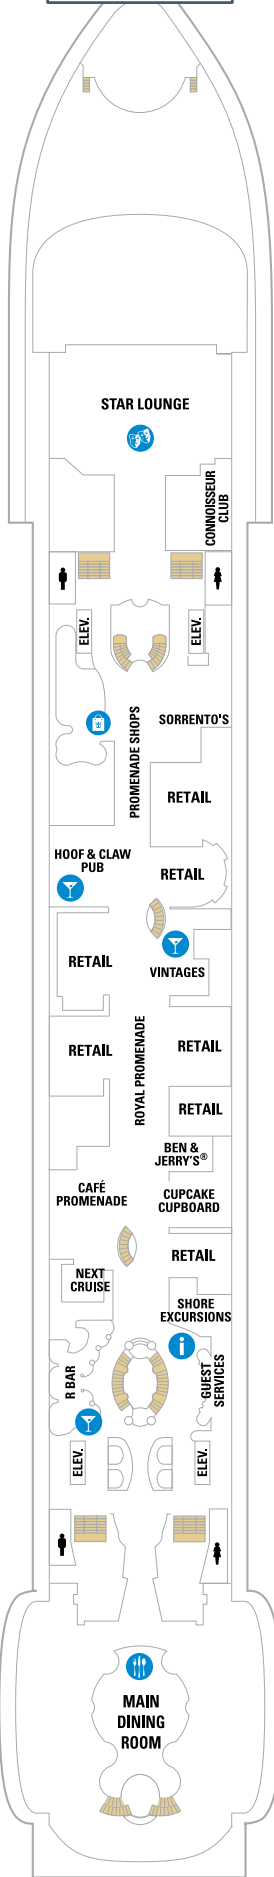 STAR LOUNGE
CONNOISSEUR
CLUB
ELEV.
ELEV.
PROMENADE SHOPS
SORRENTO'S
RETAIL
HOOF & CLAW
PUB
RETAIL
RETAIL
VINTAGES
ROYAL PROMENADE
RETAIL
RETAIL
RETAIL
BEN &
JERRY'S®
CAFÉ
PROMENADE
CUPCAKE
CUPBOARD
RETAIL
NEXT
CRUISE
SHORE
EXCURSIONS
R BAR
GUEST
SERVICES
ELEV.
ELEV.
MAIN
DINING
ROOM